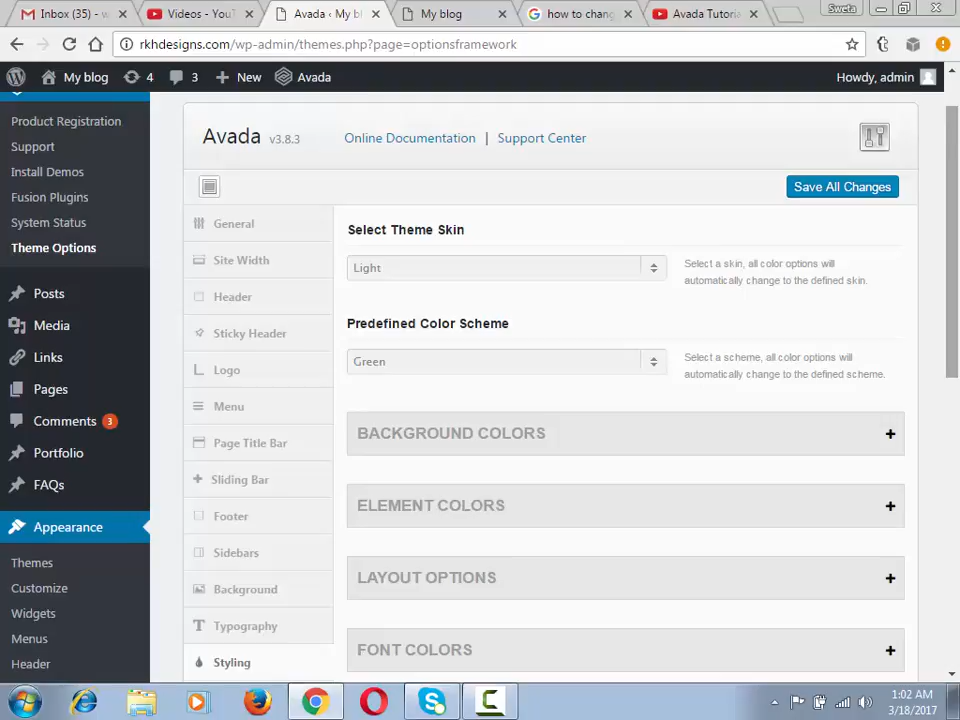 Inbox (35) - w
Videos - YouT
Avada ‹ My bl
My blog
how to chang
Avada Tutoria
Sweta
rkhdesigns.com/wp-admin/themes.php?page=optionsframework
My blog 4 3 New Avada
Howdy, admin
Product Registration
Support
Install Demos
Fusion Plugins
System Status
Theme Options
Posts
Media
Links
Pages
Comments 3
Portfolio
FAQs
Appearance
Themes
Customize
Widgets
Menus
Header
Avada v3.8.3
Online Documentation | Support Center
Save All Changes
General
Site Width
Header
Sticky Header
Logo
Menu
Page Title Bar
Sliding Bar
Footer
Sidebars
Background
Typography
Styling
Select Theme Skin
Light
Select a skin, all color options will
automatically change to the defined skin.
Predefined Color Scheme
Green
Select a scheme, all color options will
automatically change to the defined scheme.
BACKGROUND COLORS +
ELEMENT COLORS +
LAYOUT OPTIONS +
FONT COLORS +
1:02 AM
3/18/2017